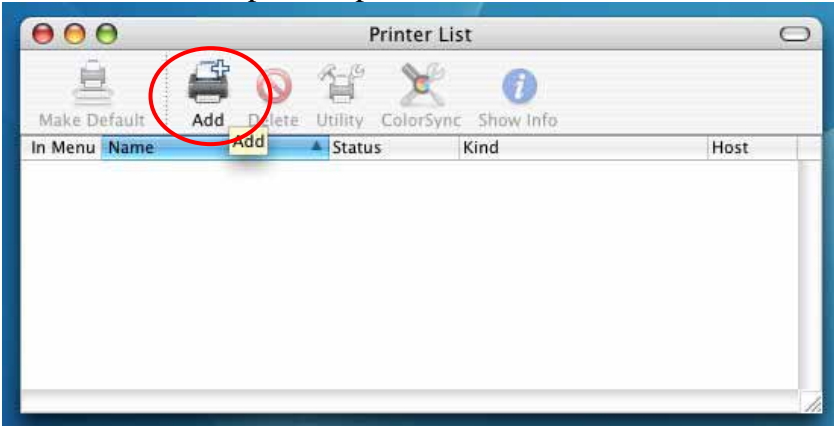 Printer List
Make Default Add Delete Utility ColorSync Show Info
Add
In Menu Name Status Kind Host